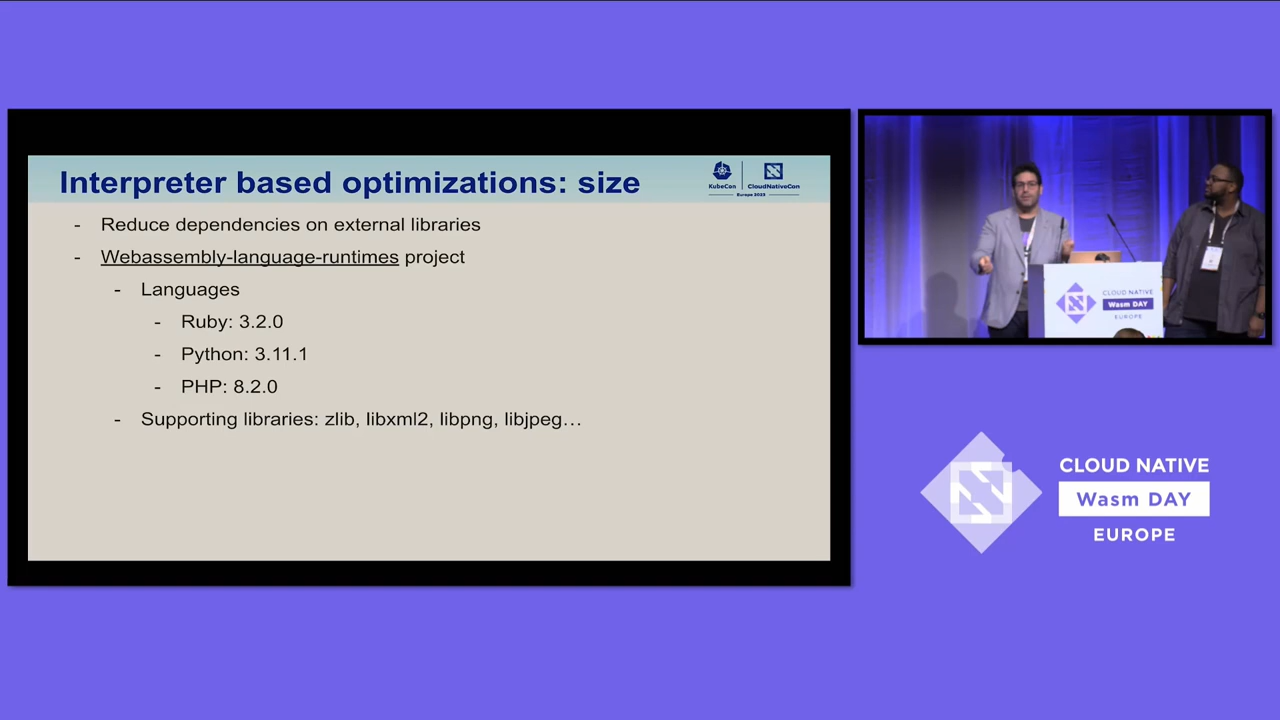 Interpreter based optimizations: size
KubeCon
CloudNativeCon
Europe 2023
- Reduce dependencies on external libraries
- Webassembly-language-runtimes project
- Languages
- Ruby: 3.2.0
- Python: 3.11.1
- PHP: 8.2.0
- Supporting libraries: zlib, libxml2, libpng, libjpeg…
CLOUD NATIVE
Wasm DAY
EUROPE
CLOUD NATIVE
Wasm DAY
EUROPE